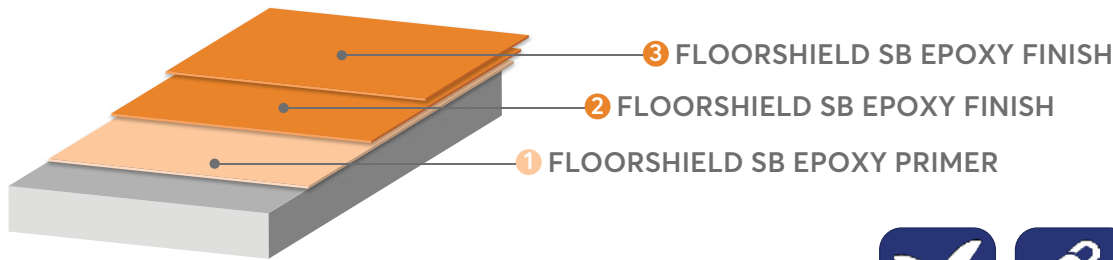 3 FLOORSHIELD SB EPOXY FINISH
2 FLOORSHIELD SB EPOXY FINISH
1 FLOORSHIELD SB EPOXY PRIMER